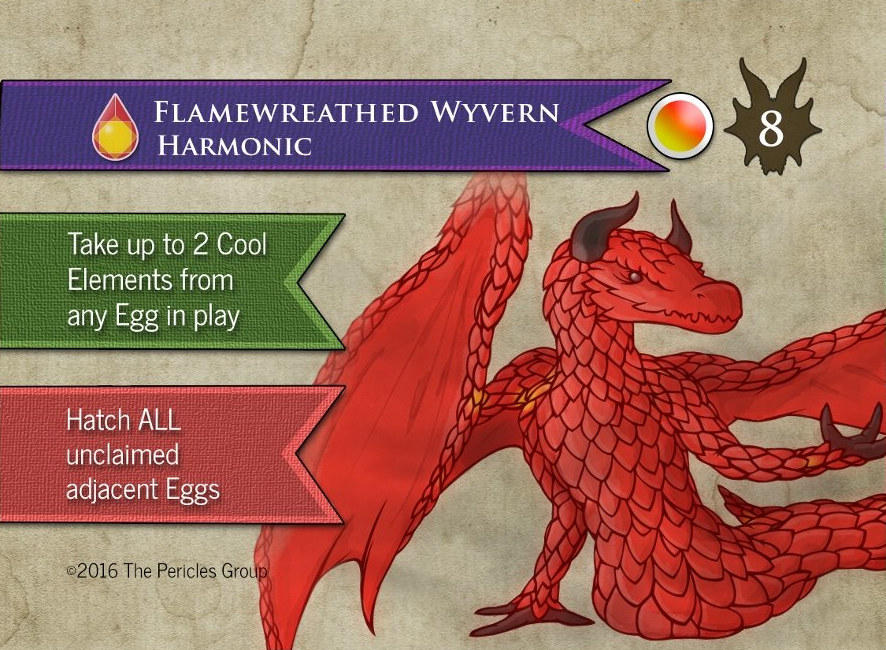 Flamewreathed Wyvern
Harmonic
8
Take up to 2 Cool
Elements from
any Egg in play
Hatch ALL
unclaimed
adjacent Eggs
©2016 The Pericles Group